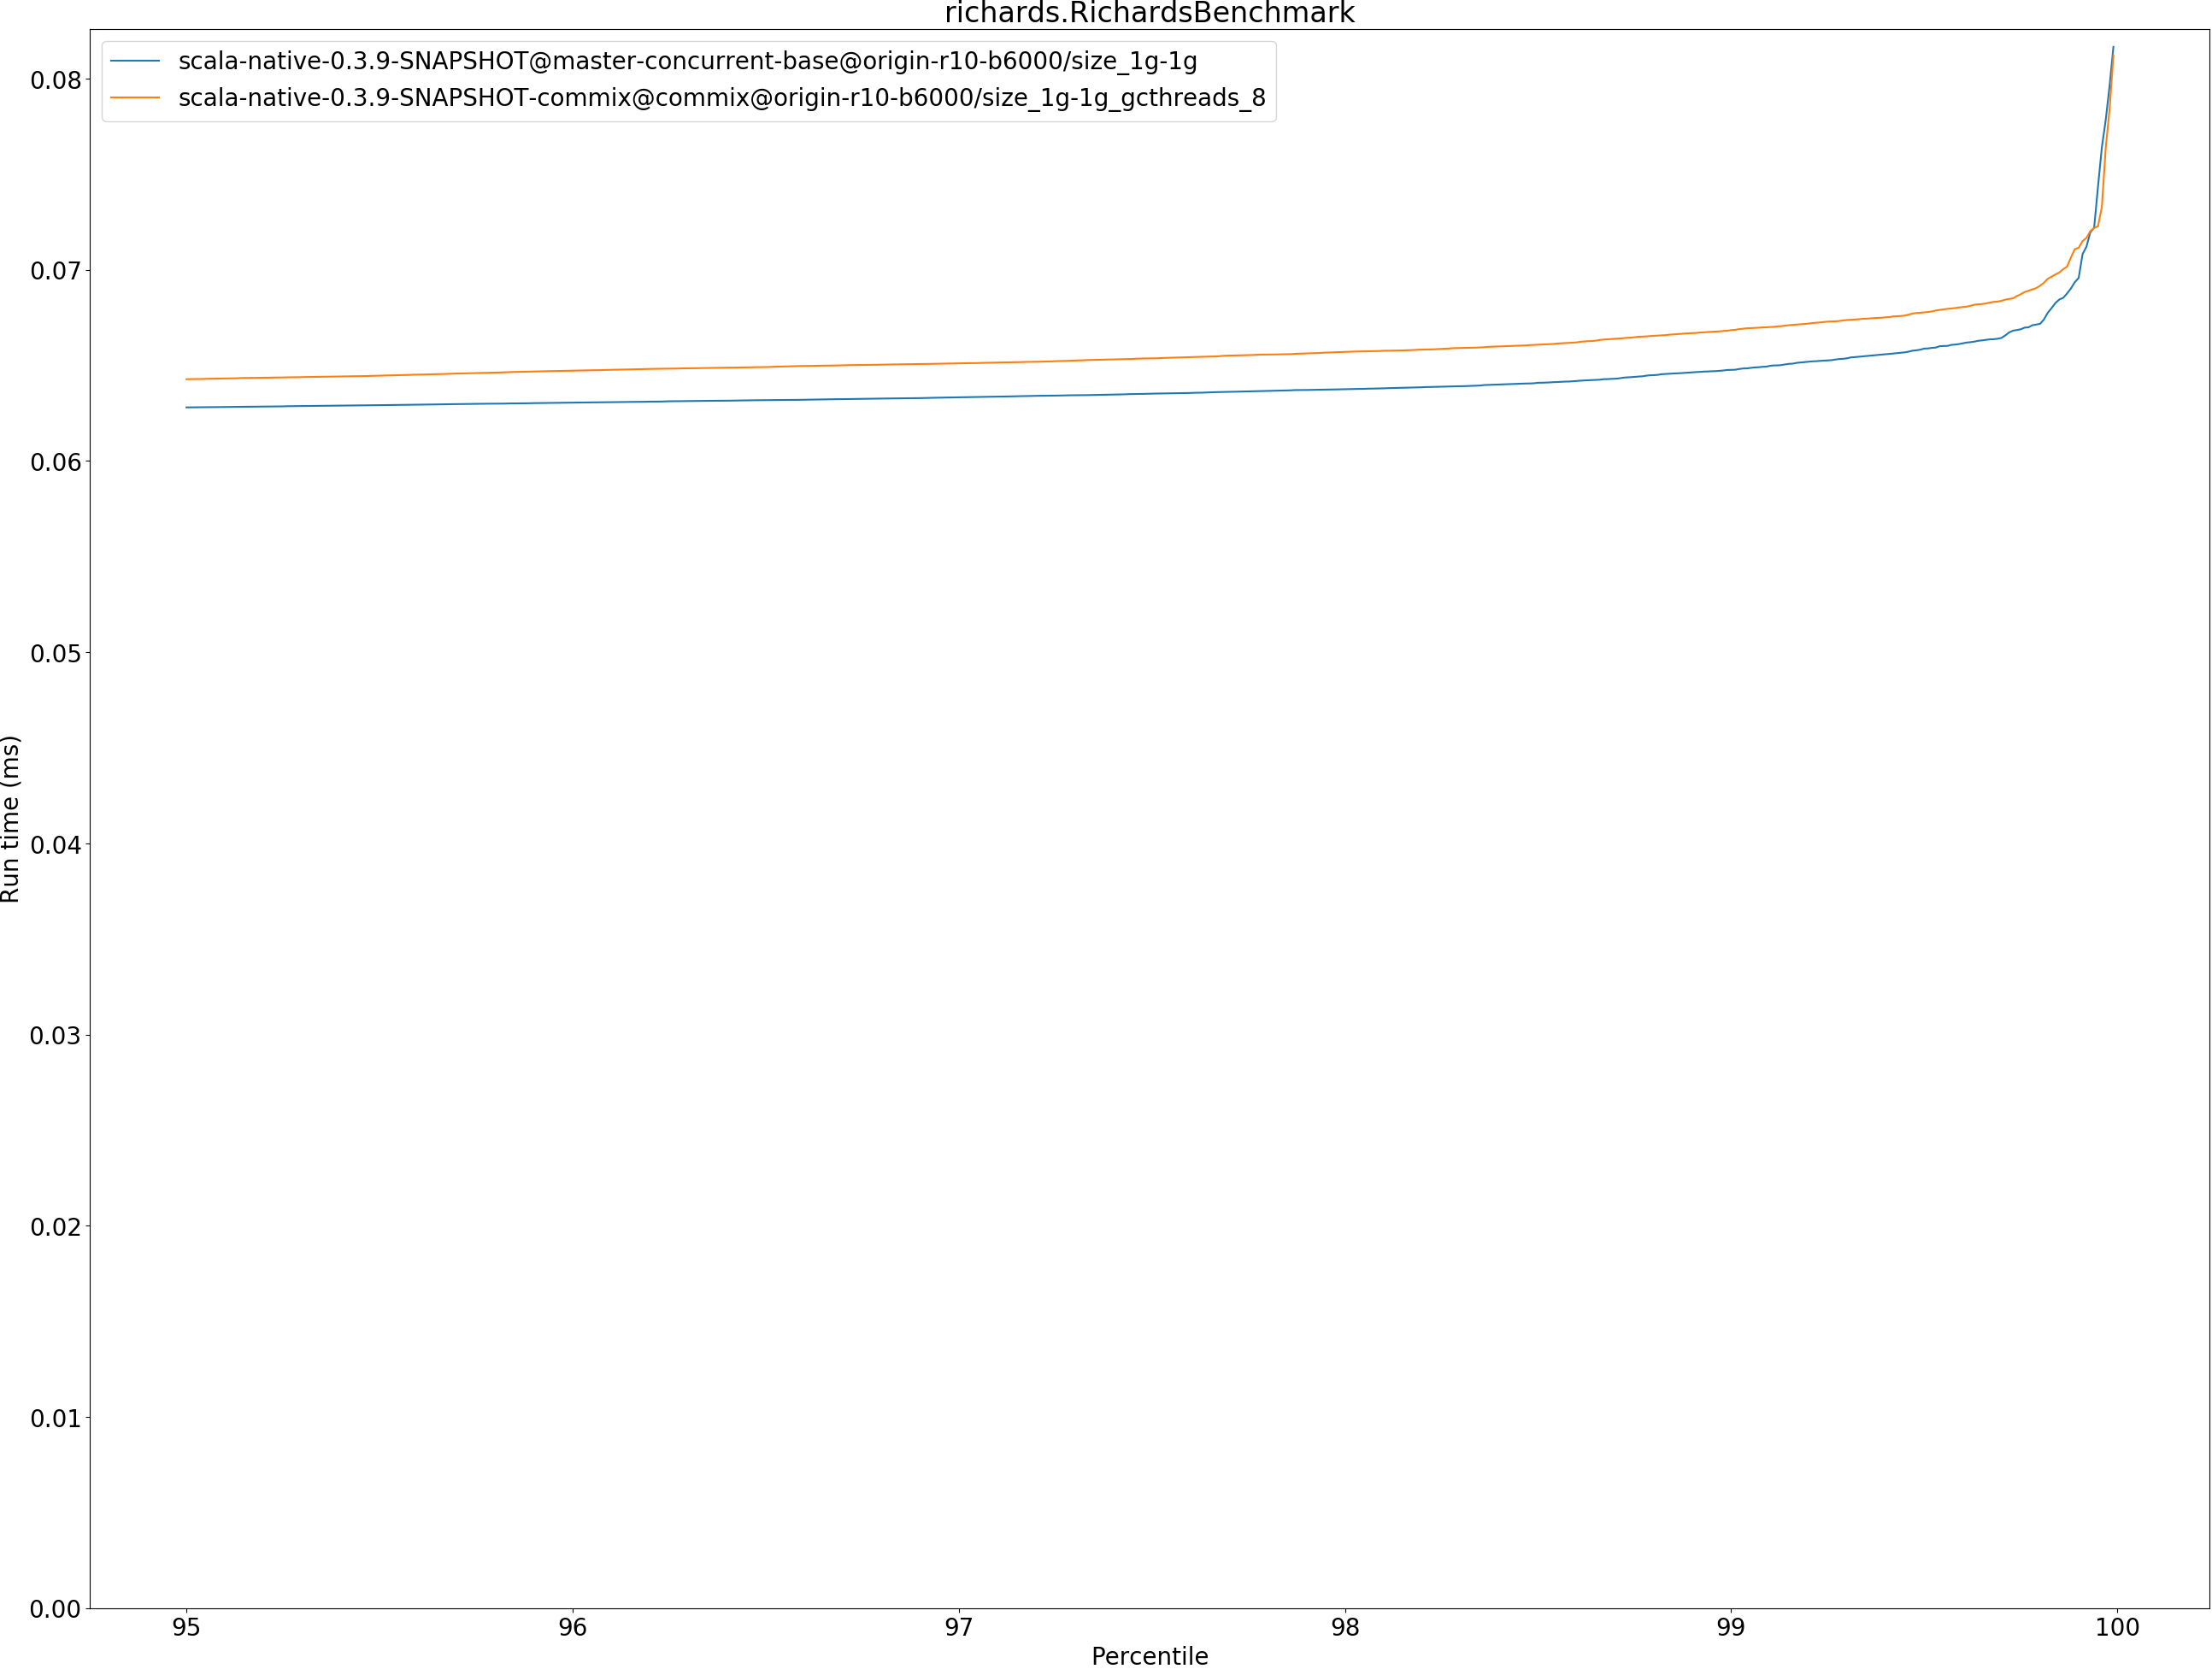 richards.RichardsBenchmark
scala-native-0.3.9-SNAPSHOT@master-concurrent-base@origin-r10-b6000/size_1g-1g
scala-native-0.3.9-SNAPSHOT-commix@commix@origin-r10-b6000/size_1g-1g_gcthreads_8
0.08
0.07
0.06
0.05
0.04
0.03
0.02
0.01
0.00
Run time (ms)
95 96 97 98 99 100
Percentile